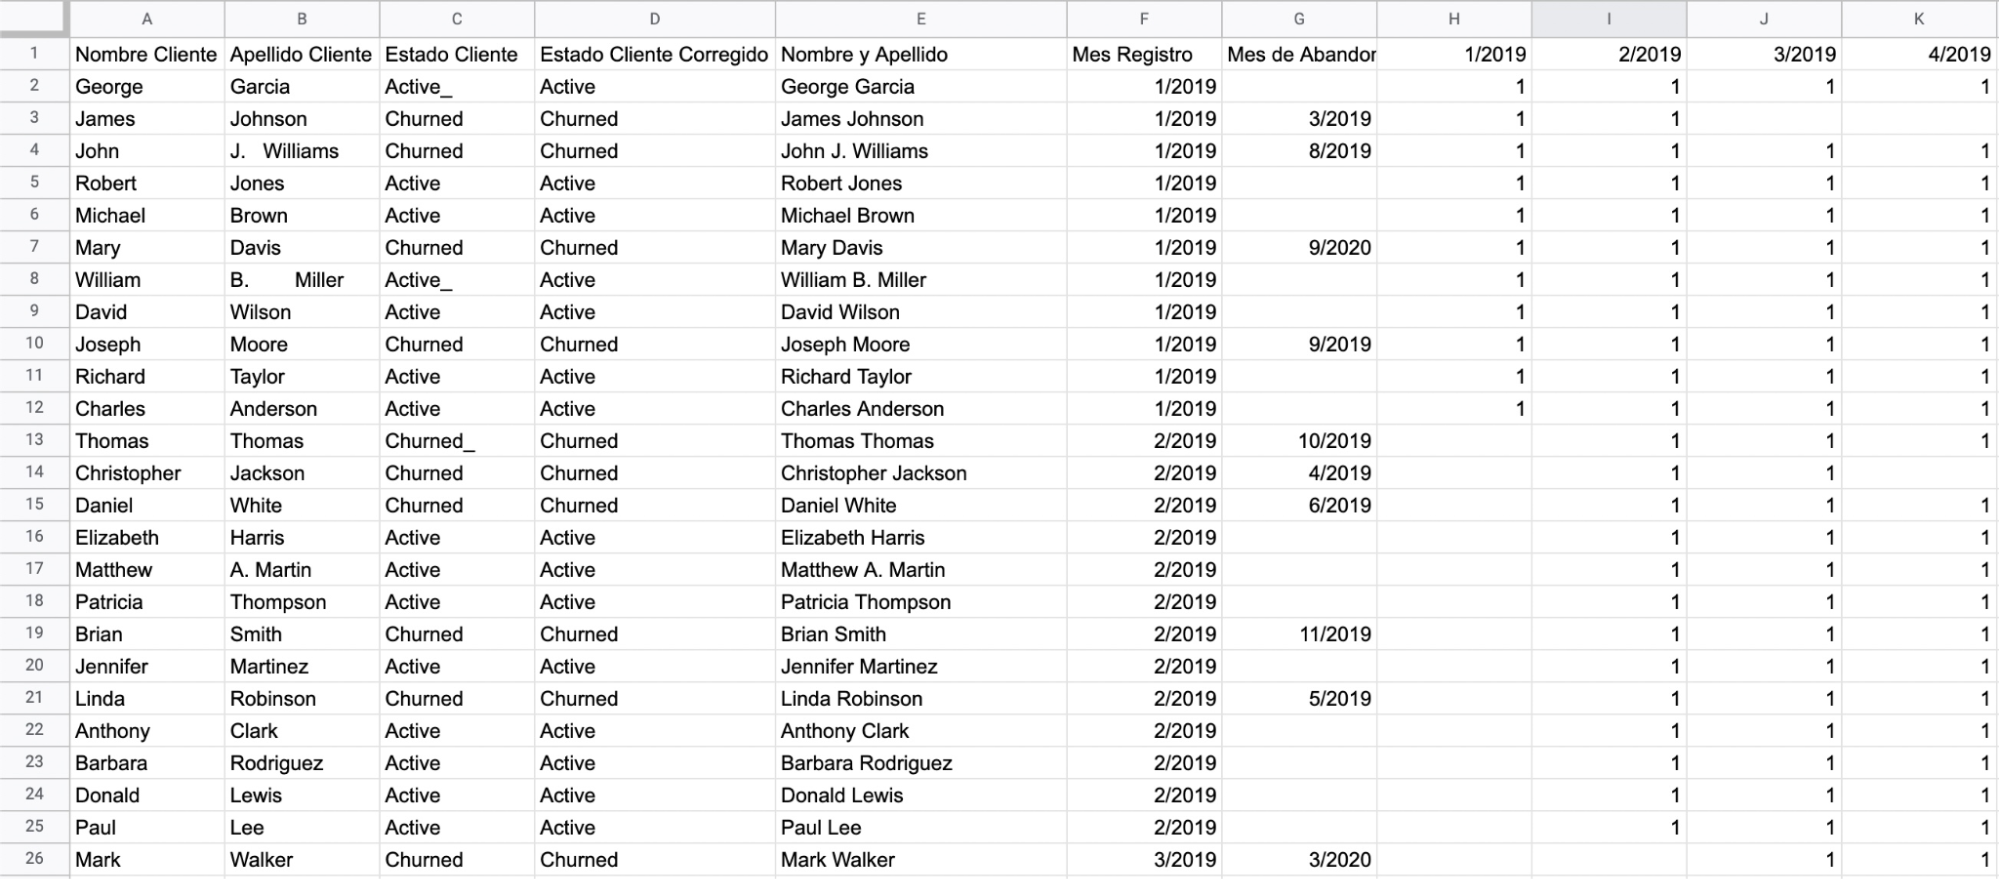 A B C D E F G H I J K
1 Nombre Cliente Apellido Cliente Estado Cliente Estado Cliente Corregido Nombre y Apellido Mes Registro Mes de Abandor 1/2019 2/2019 3/2019 4/2019
2 George Garcia Active_ Active George Garcia 1/2019 1 1 1 1
3 James Johnson Churned Churned James Johnson 1/2019 3/2019 1 1
4 John J. Williams Churned Churned John J. Williams 1/2019 8/2019 1 1 1 1
5 Robert Jones Active Active Robert Jones 1/2019 1 1 1 1
6 Michael Brown Active Active Michael Brown 1/2019 1 1 1 1
7 Mary Davis Churned Churned Mary Davis 1/2019 9/2020 1 1 1 1
8 William B. Miller Active_ Active William B. Miller 1/2019 1 1 1 1
9 David Wilson Active Active David Wilson 1/2019 1 1 1 1
10 Joseph Moore Churned Churned Joseph Moore 1/2019 9/2019 1 1 1 1
11 Richard Taylor Active Active Richard Taylor 1/2019 1 1 1 1
12 Charles Anderson Active Active Charles Anderson 1/2019 1 1 1 1
13 Thomas Thomas Churned_ Churned Thomas Thomas 2/2019 10/2019 1 1 1
14 Christopher Jackson Churned Churned Christopher Jackson 2/2019 4/2019 1 1
15 Daniel White Churned Churned Daniel White 2/2019 6/2019 1 1 1
16 Elizabeth Harris Active Active Elizabeth Harris 2/2019 1 1 1
17 Matthew A. Martin Active Active Matthew A. Martin 2/2019 1 1 1
18 Patricia Thompson Active Active Patricia Thompson 2/2019 1 1 1
19 Brian Smith Churned Churned Brian Smith 2/2019 11/2019 1 1 1
20 Jennifer Martinez Active Active Jennifer Martinez 2/2019 1 1 1
21 Linda Robinson Churned Churned Linda Robinson 2/2019 5/2019 1 1 1
22 Anthony Clark Active Active Anthony Clark 2/2019 1 1 1
23 Barbara Rodriguez Active Active Barbara Rodriguez 2/2019 1 1 1
24 Donald Lewis Active Active Donald Lewis 2/2019 1 1 1
25 Paul Lee Active Active Paul Lee 2/2019 1 1 1
26 Mark Walker Churned Churned Mark Walker 3/2019 3/2020 1 1